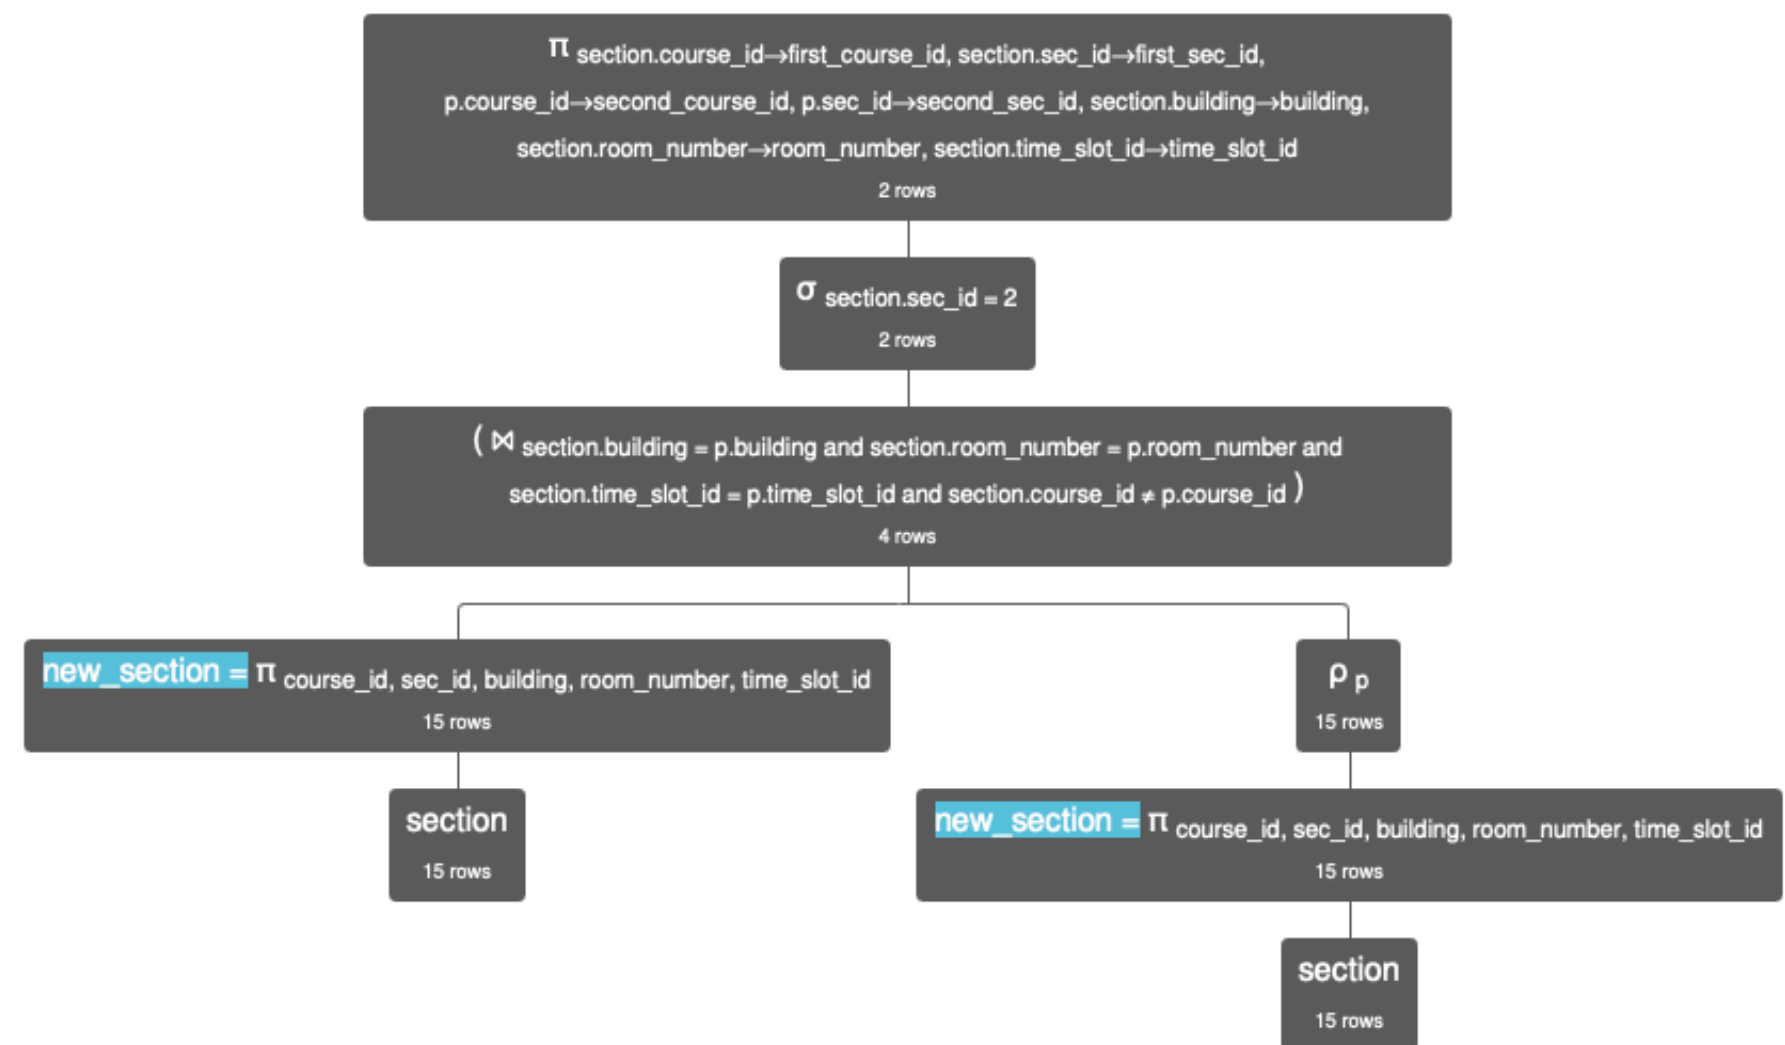 π section.course_id→first_course_id, section.sec_id→first_sec_id,
p.course_id→second_course_id, p.sec_id→second_sec_id, section.building→building,
section.room_number→room_number, section.time_slot_id→time_slot_id
2 rows
σ section.sec_id = 2
2 rows
( ⋈ section.building = p.building and section.room_number = p.room_number and
section.time_slot_id = p.time_slot_id and section.course_id ≠ p.course_id )
4 rows
new_section = π course_id, sec_id, building, room_number, time_slot_id
15 rows
ρ p
15 rows
section
15 rows
new_section = π course_id, sec_id, building, room_number, time_slot_id
15 rows
section
15 rows